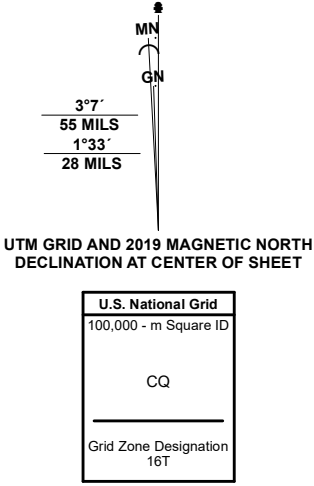 MN
GN
3°7´
55 MILS
1°33´
28 MILS
UTM GRID AND 2019 MAGNETIC NORTH
DECLINATION AT CENTER OF SHEET
U.S. National Grid
100,000 - m Square ID
CQ
Grid Zone Designation
16T